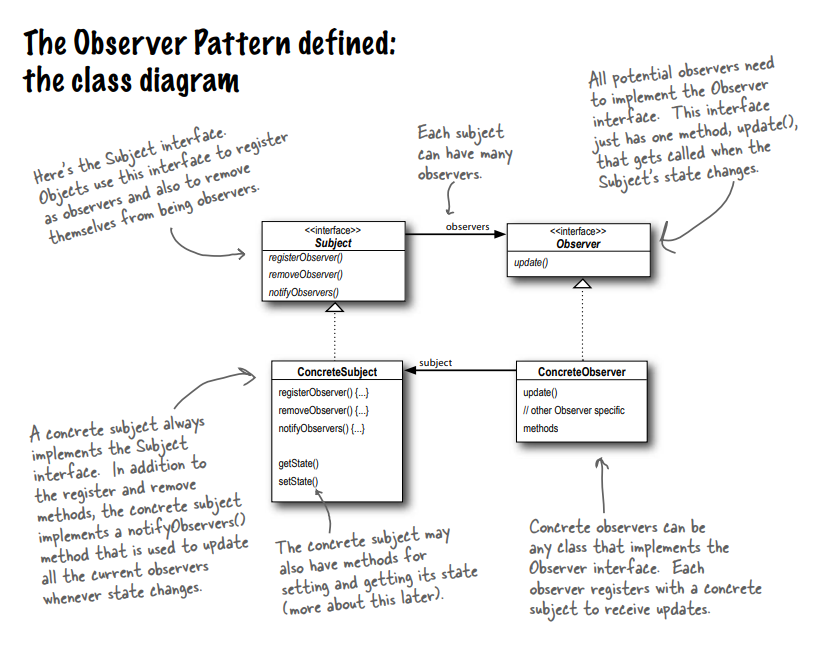 The Observer Pattern defined:
the class diagram
Here's the Subject interface.
Objects use this interface to register
as observers and also to remove
themselves from being observers.
Each subject
can have many
observers.
All potential observers need
to implement the Observer
interface. This interface
just has one method, update(),
that gets called when the
Subject's state changes.
<<interface>>
Subject
registerObserver()
removeObserver()
notifyObservers()
observers
<<interface>>
Observer
update()
ConcreteSubject
registerObserver() {...}
removeObserver() {...}
notifyObservers() {...}
getState()
setState()
subject
ConcreteObserver
update()
// other Observer specific
methods
A concrete subject always
implements the Subject
interface. In addition to
the register and remove
methods, the concrete subject
implements a notifyObservers()
method that is used to update
all the current observers
whenever state changes.
The concrete subject may
also have methods for
setting and getting its state
(more about this later).
Concrete observers can be
any class that implements the
Observer interface. Each
observer registers with a concrete
subject to receive updates.